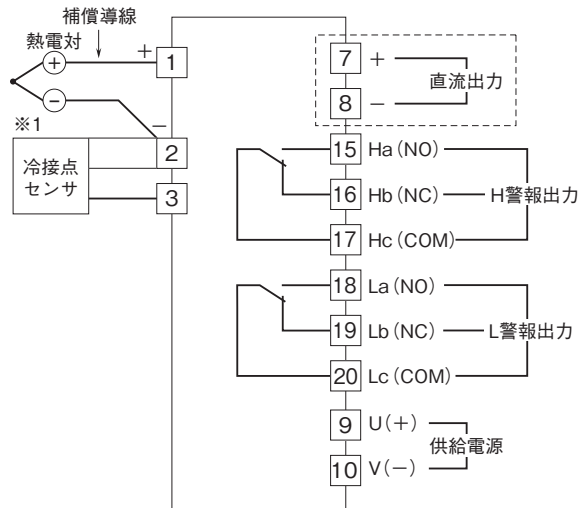 補償導線
熱電対
+
+
1
−
※1
−
2
冷接点
センサ
3
7
+
直流出力
8
−
15
Ha(NO)
16
Hb(NC)
H警報出力
17
Hc(COM)
18
La(NO)
19
Lb(NC)
L警報出力
20
Lc(COM)
9
U(+)
供給電源
10
V(−)